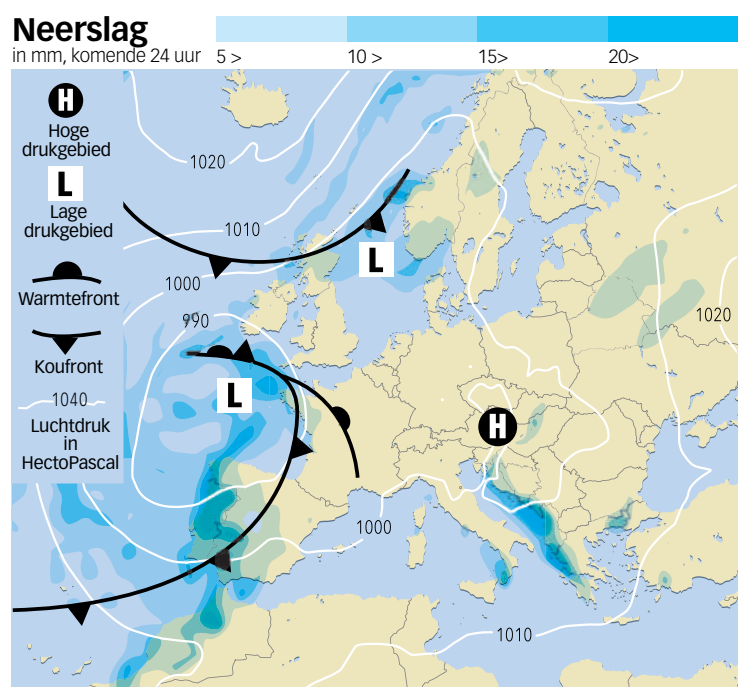 Neerslag
in mm, komende 24 uur
5 > 10 > 15> 20>
H
Hoge
drukgebied
L
Lage
drukgebied
Warmtefront
Koufront
1040
Luchtdruk
in
HectoPascal
1020
1010
1000
990
L
L
H
1020
1000
1010